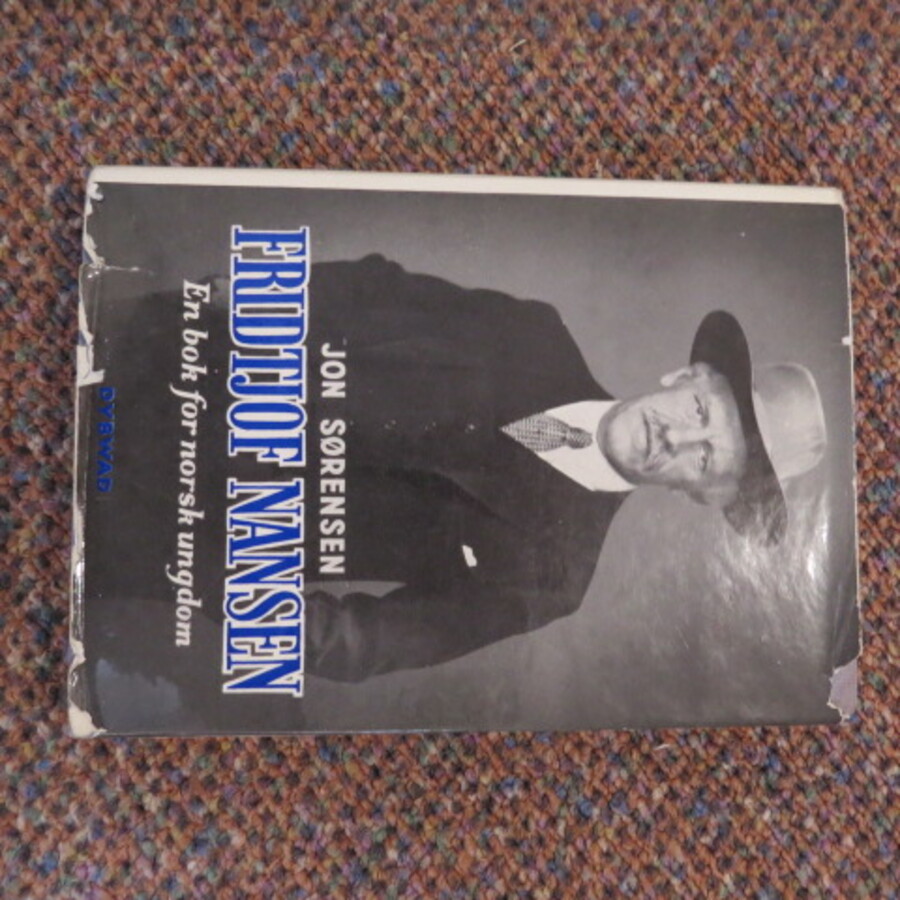 JON SØRENSEN
FRIDTJOF NANSEN
En bok for norsk ungdom
DYBWAD